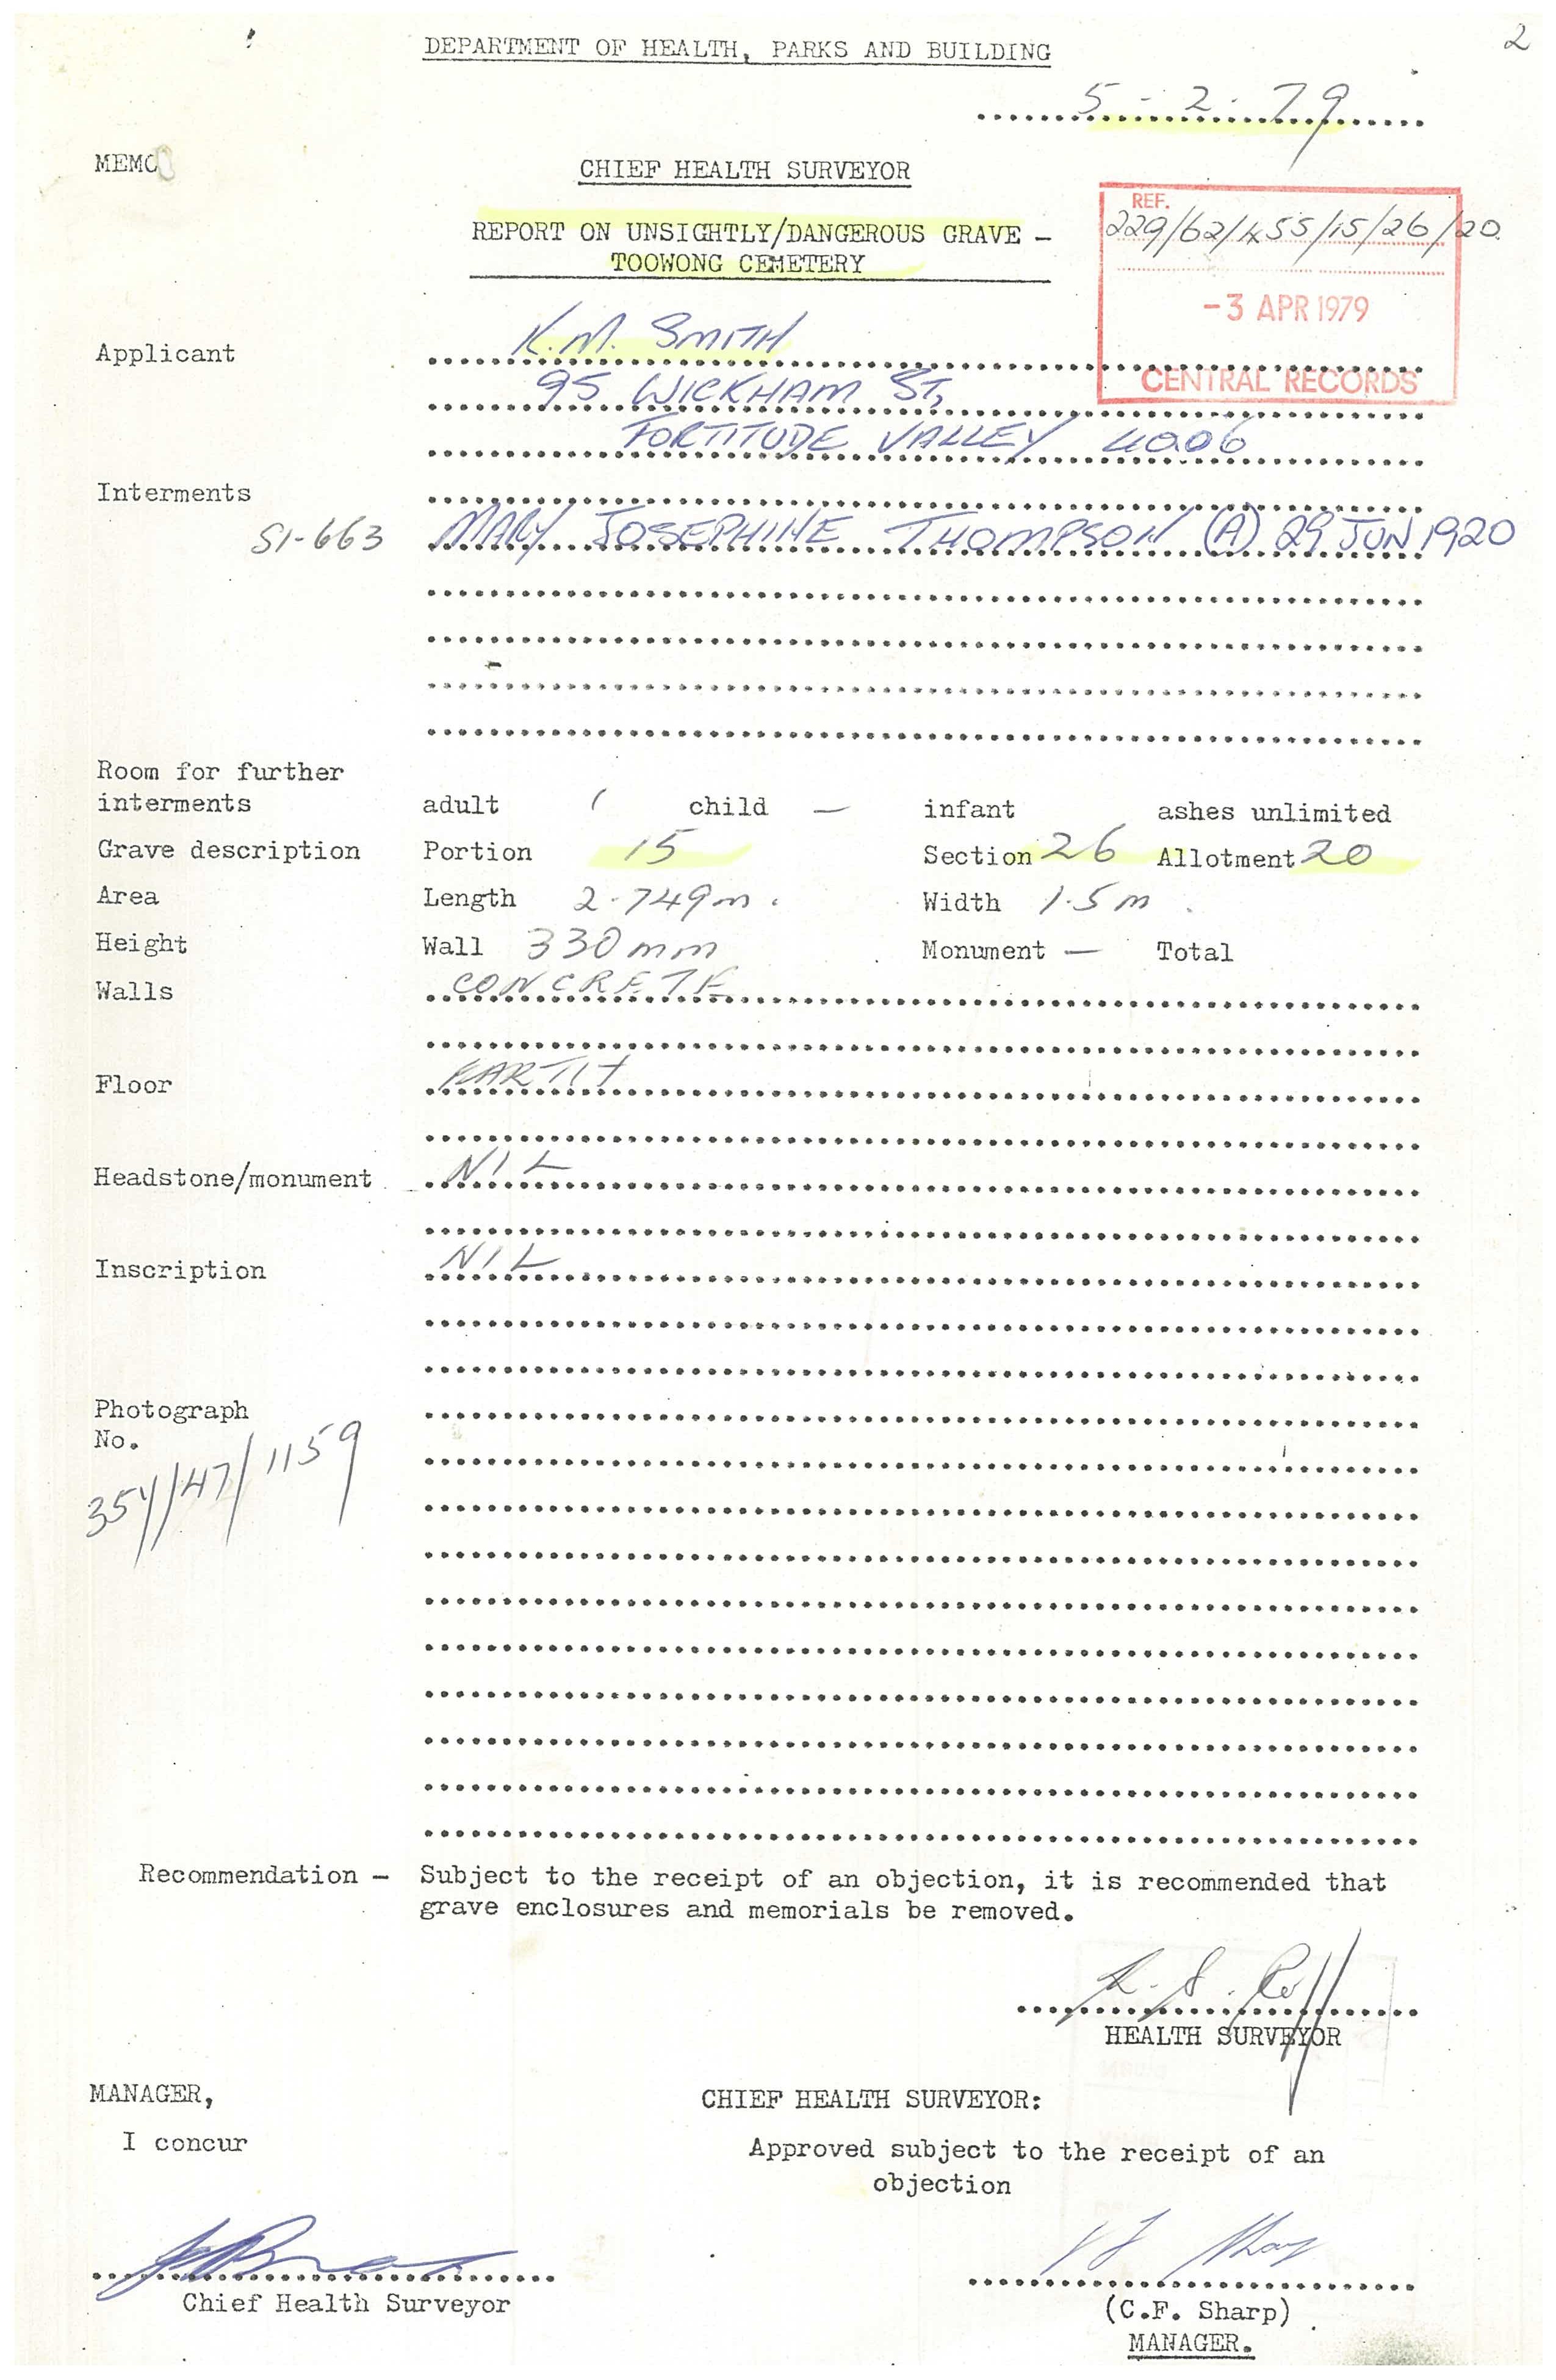 2
DEPARTMENT OF HEALTH, PARKS AND BUILDING
5-2-79
MEMO
CHIEF HEALTH SURVEYOR
REPORT ON UNSIGHTLY/DANGEROUS GRAVE -
TOOWONG CEMETERY
REF.
229/62/455/15/26/20
-3 APR 1979
CENTRAL RECORDS
Applicant K.M. SMITH
95 WICKHAM ST,
FORTITUDE VALLEY 4006
Interments
S1-663 MARY JOSEPHINE THOMPSON (A) 29 JUN 1920
Room for further
interments adult 1 child — infant ashes unlimited
Grave description Portion 15 Section 26 Allotment 20
Area Length 2.749m. Width 1.5m.
Height Wall 330mm Monument — Total
Walls CONCRETE
Floor EARTH
Headstone/monument NIL
Inscription NIL
Photograph
No.
354/47/1159
Recommendation - Subject to the receipt of an objection, it is recommended that
grave enclosures and memorials be removed.
HEALTH SURVEYOR
MANAGER, CHIEF HEALTH SURVEYOR:
I concur Approved subject to the receipt of an
objection
Chief Health Surveyor
(C.F. Sharp)
MANAGER.